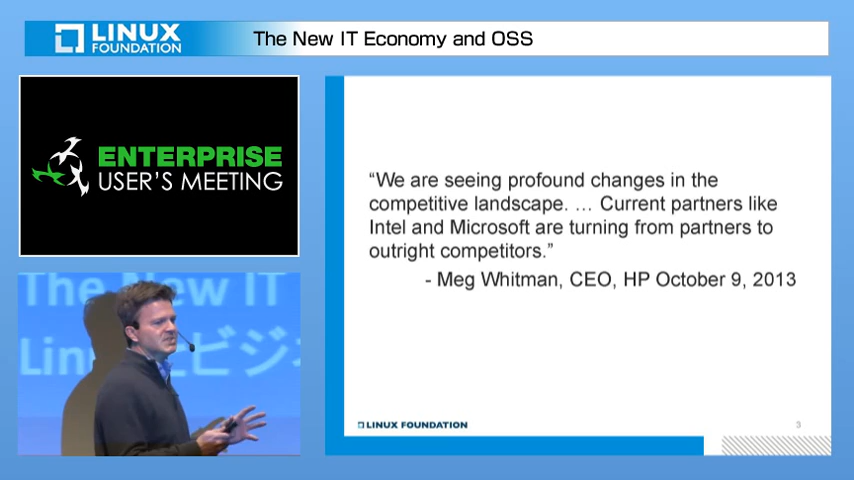 LINUX
FOUNDATION
The New IT Economy and OSS
ENTERPRISE
USER'S MEETING
“We are seeing profound changes in the
competitive landscape. … Current partners like
Intel and Microsoft are turning from partners to
outright competitors.”
- Meg Whitman, CEO, HP October 9, 2013
The New IT
Lin とビジ
LINUX FOUNDATION
3